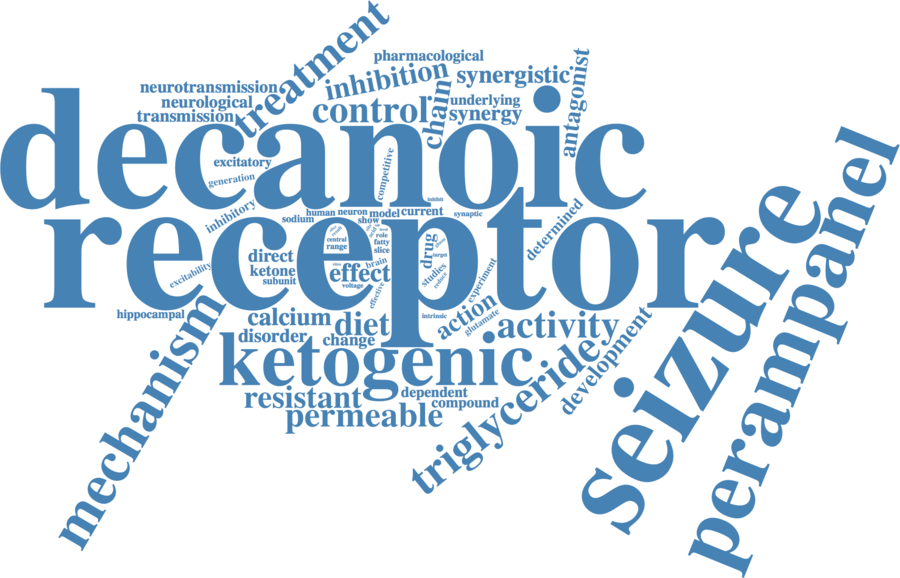 treatment
pharmacological
inhibition
synergistic
antagonist
neurotransmission
neurological
transmission
control
chain
underlying
synergy
decanoic
excitatory
generation
competitive
inhibit
perampanel
seizure
inhibitory
sodium
human
neuron
model
current
synaptic
show
determined
receptor
role
central
range
fatty
slice
drug
target
direct
ketone
subunit
excitability
effect
brain
voltage
studies
reduce
experiment
effective
hippocampal
mechanism
calcium
disorder
diet
change
intrinsic
action
glutamate
activity
ketogenic
triglyceride
development
resistant
permeable
dependent
compound